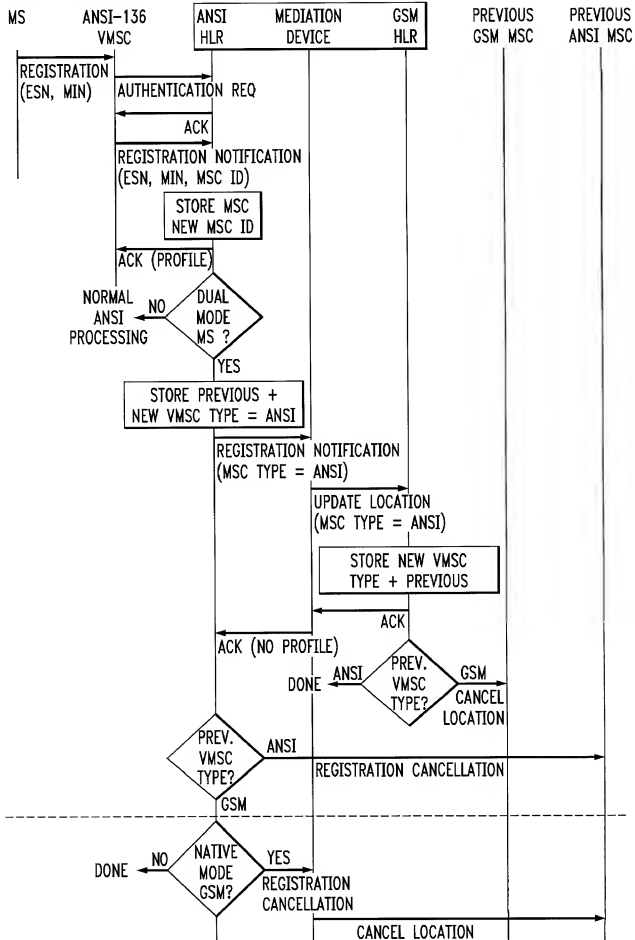 MS
ANSI-136
VMSC
ANSI
HLR
MEDIATION
DEVICE
GSM
HLR
PREVIOUS
GSM MSC
PREVIOUS
ANSI MSC
REGISTRATION
(ESN, MIN)
AUTHENTICATION REQ
ACK
REGISTRATION NOTIFICATION
(ESN, MIN, MSC ID)
STORE MSC
NEW MSC ID
ACK (PROFILE)
NORMAL
ANSI
PROCESSING
NO
DUAL
MODE
MS ?
YES
STORE PREVIOUS +
NEW VMSC TYPE = ANSI
REGISTRATION NOTIFICATION
(MSC TYPE = ANSI)
UPDATE LOCATION
(MSC TYPE = ANSI)
STORE NEW VMSC
TYPE + PREVIOUS
ACK
ACK (NO PROFILE)
DONE
ANSI
PREV.
VMSC
TYPE?
GSM
CANCEL
LOCATION
PREV.
VMSC
TYPE?
ANSI
REGISTRATION CANCELLATION
GSM
DONE
NO
NATIVE
MODE
GSM?
YES
REGISTRATION
CANCELLATION
CANCEL LOCATION